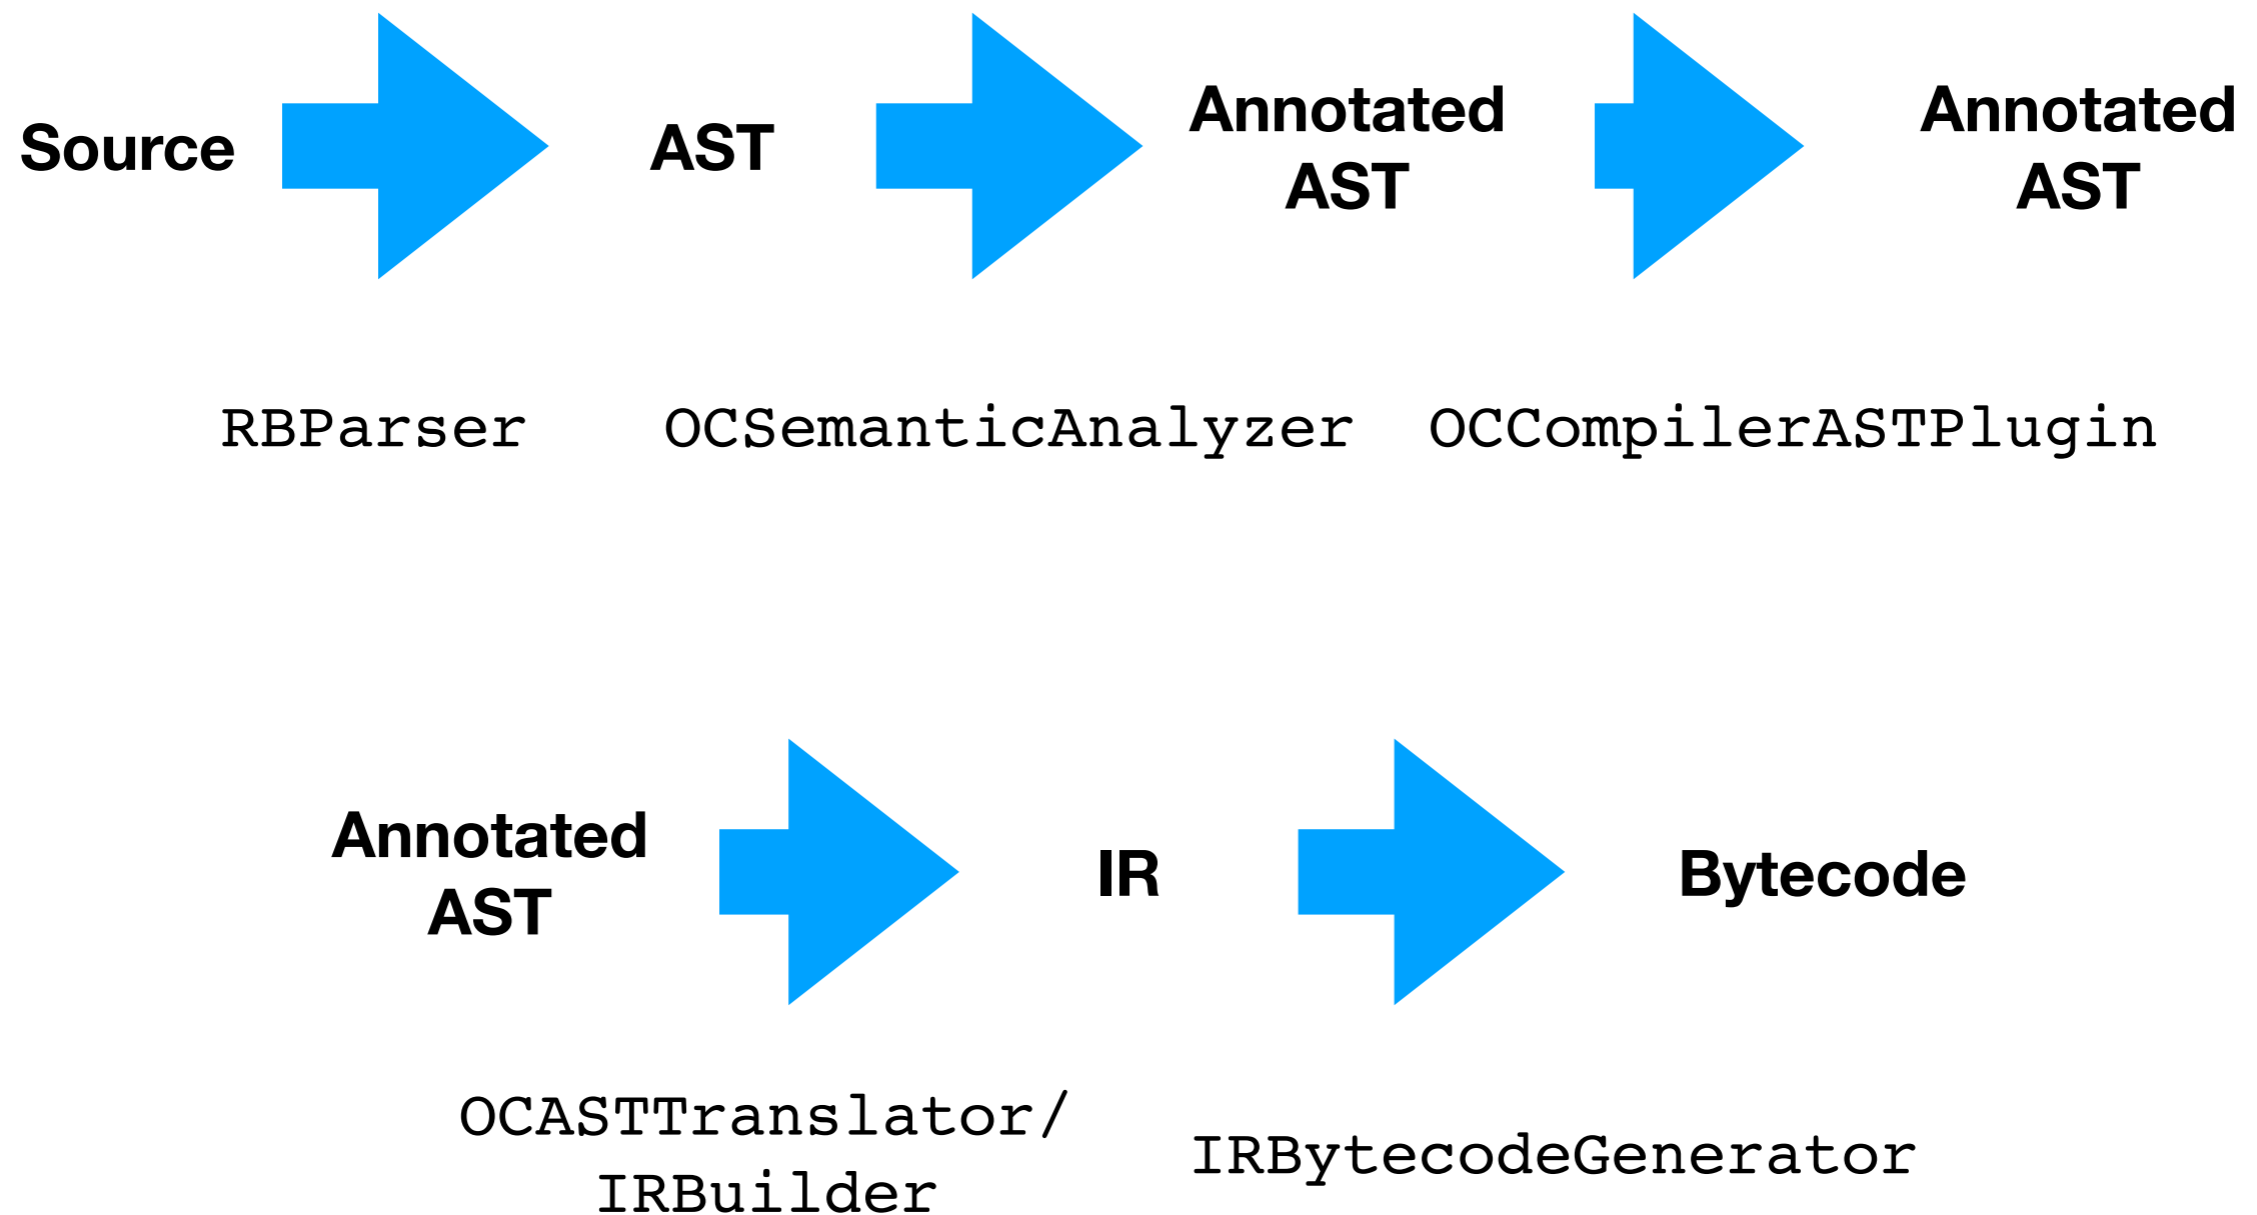 Source
AST
Annotated
AST
Annotated
AST
RBParser
OCSemanticAnalyzer
OCCompilerASTPlugin
Annotated
AST
IR
Bytecode
OCASTTranslator/
IRBuilder
IRBytecodeGenerator